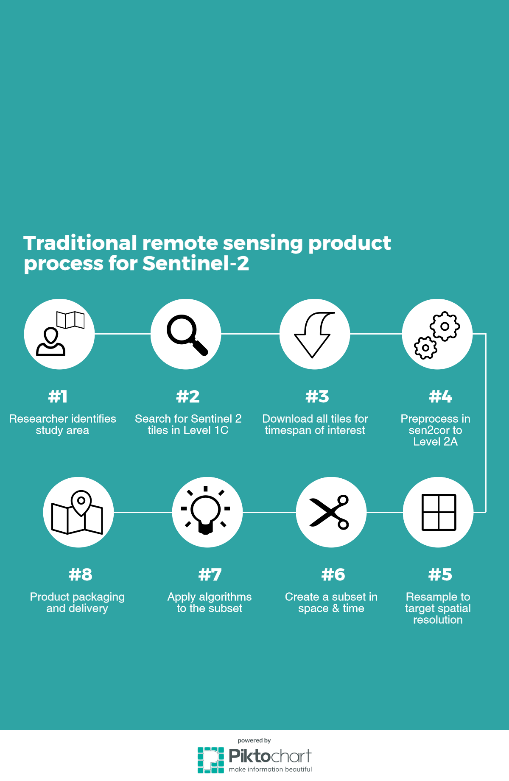 Traditional remote sensing product
process for Sentinel-2
#1
Researcher identifies
study area
#2
Search for Sentinel 2
tiles in Level 1C
#3
Download all tiles for
timespan of interest
#4
Preprocess in
sen2cor to
Level 2A
#8
Product packaging
and delivery
#7
Apply algorithms
to the subset
#6
Create a subset in
space & time
#5
Resample to
target spatial
resolution
powered by
Piktochart
make information beautiful